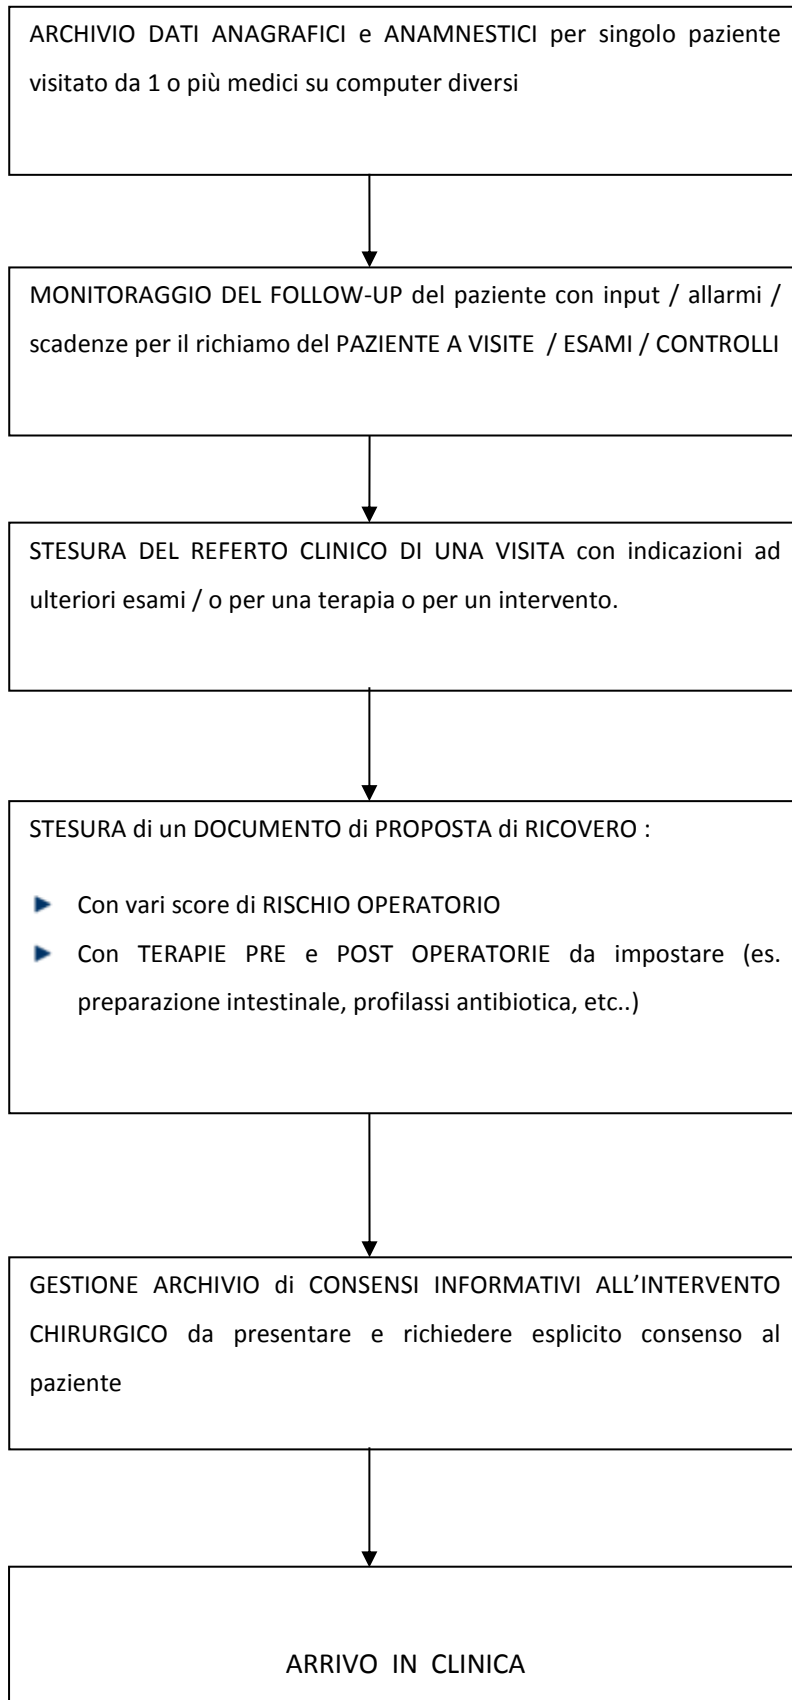 ARCHIVIO DATI ANAGRAFICI e ANAMNESTICI per singolo paziente
visitato da 1 o più medici su computer diversi
MONITORAGGIO DEL FOLLOW-UP del paziente con input / allarmi /
scadenze per il richiamo del PAZIENTE A VISITE / ESAMI / CONTROLLI
STESURA DEL REFERTO CLINICO DI UNA VISITA con indicazioni ad
ulteriori esami / o per una terapia o per un intervento.
STESURA di un DOCUMENTO di PROPOSTA di RICOVERO :
Con vari score di RISCHIO OPERATORIO
Con TERAPIE PRE e POST OPERATORIE da impostare (es.
preparazione intestinale, profilassi antibiotica, etc..)
GESTIONE ARCHIVIO di CONSENSI INFORMATIVI ALL’INTERVENTO
CHIRURGICO da presentare e richiedere esplicito consenso al
paziente
ARRIVO IN CLINICA